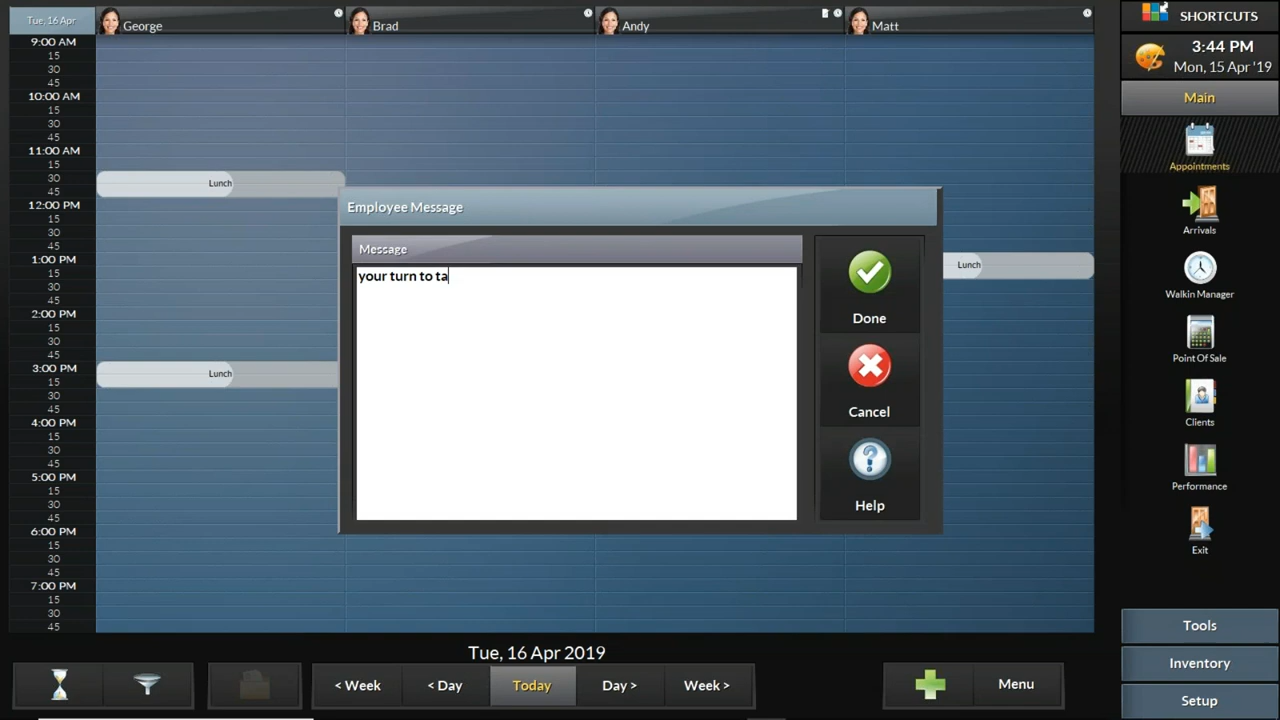 Tue, 16 Apr
George
Brad
Andy
Matt
SHORTCUTS
3:44 PM
Mon, 15 Apr '19
Main
Appointments
Arrivals
Walkin Manager
Point Of Sale
Clients
Performance
Exit
Tools
Inventory
Setup
9:00 AM
15
30
45
10:00 AM
15
30
45
11:00 AM
15
30
45
12:00 PM
15
30
45
1:00 PM
15
30
45
2:00 PM
15
30
45
3:00 PM
15
30
45
4:00 PM
15
30
45
5:00 PM
15
30
45
6:00 PM
15
30
45
7:00 PM
15
30
45
Lunch
Lunch
Lunch
Employee Message
Message
your turn to ta
Done
Cancel
Help
Tue, 16 Apr 2019
< Week
< Day
Today
Day >
Week >
Menu